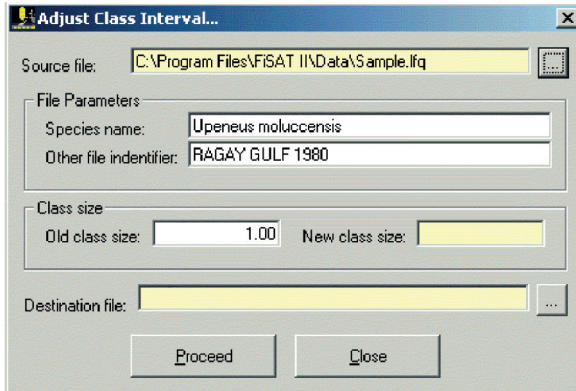 Adjust Class Interval...
Source file: C:\Program Files\FiSAT II\Data\Sample.lfq ...
File Parameters
Species name: Upeneus moluccensis
Other file indentifier: RAGAY GULF 1980
Class size
Old class size: 1.00 New class size:
Destination file: ...
Proceed Close